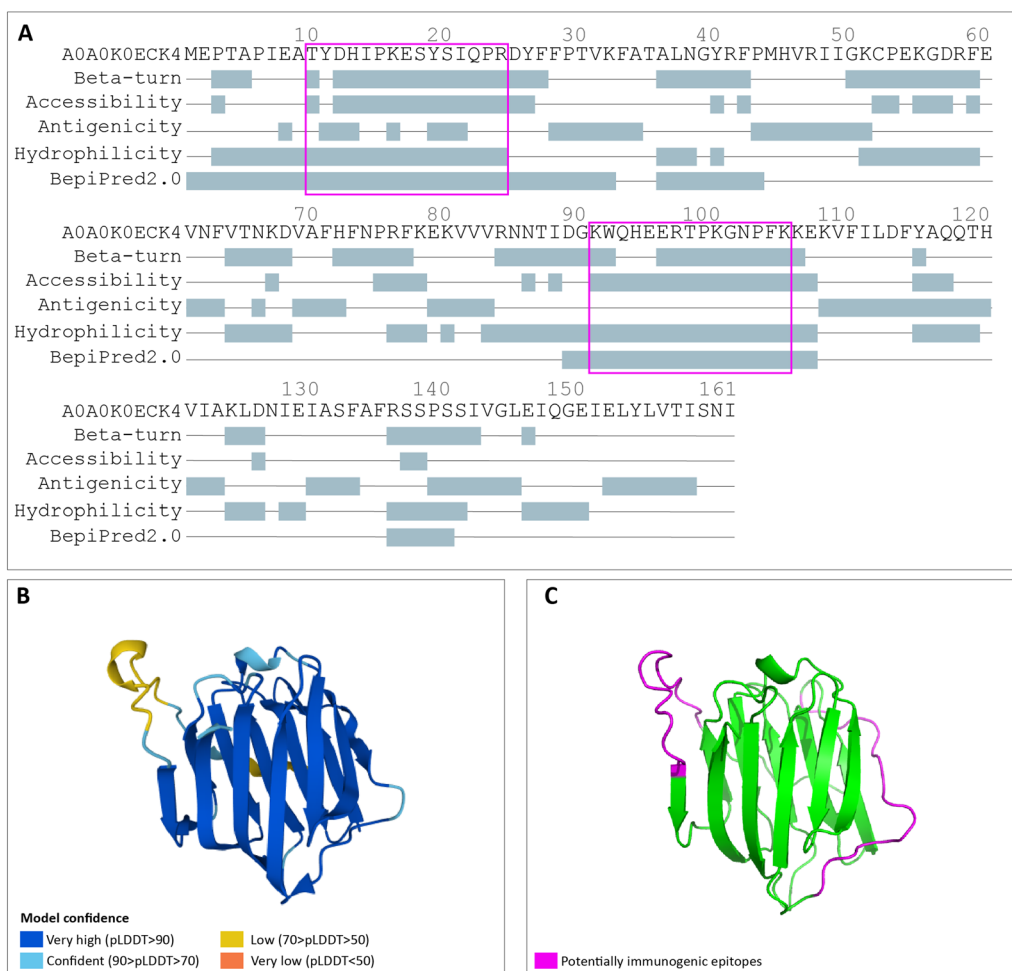 A
10 20 30 40 50 60
A0A0K0ECK4 MEPTAPIEATYDHIPKESYSIQPRDYFFPTVKFATALNGYRFPMHVRIIGKCPEKGDRFE
Beta-turn
Accessibility
Antigenicity
Hydrophilicity
BepiPred2.0
70 80 90 100 110 120
A0A0K0ECK4 VNFVTNKDVAFHFNPRFKEKVVVRNNTIDGKWQHEERTPKGNPFKKEKVFILDFYAQQTH
Beta-turn
Accessibility
Antigenicity
Hydrophilicity
BepiPred2.0
130 140 150 161
A0A0K0ECK4 VIAKLDNIEIASFAFRSSPSSIVGLEIQGEIELYLVTISNI
Beta-turn
Accessibility
Antigenicity
Hydrophilicity
BepiPred2.0
B
Model confidence
Very high (pLDDT>90)
Low (70>pLDDT>50)
Confident (90>pLDDT>70)
Very low (pLDDT<50)
C
Potentially immunogenic epitopes